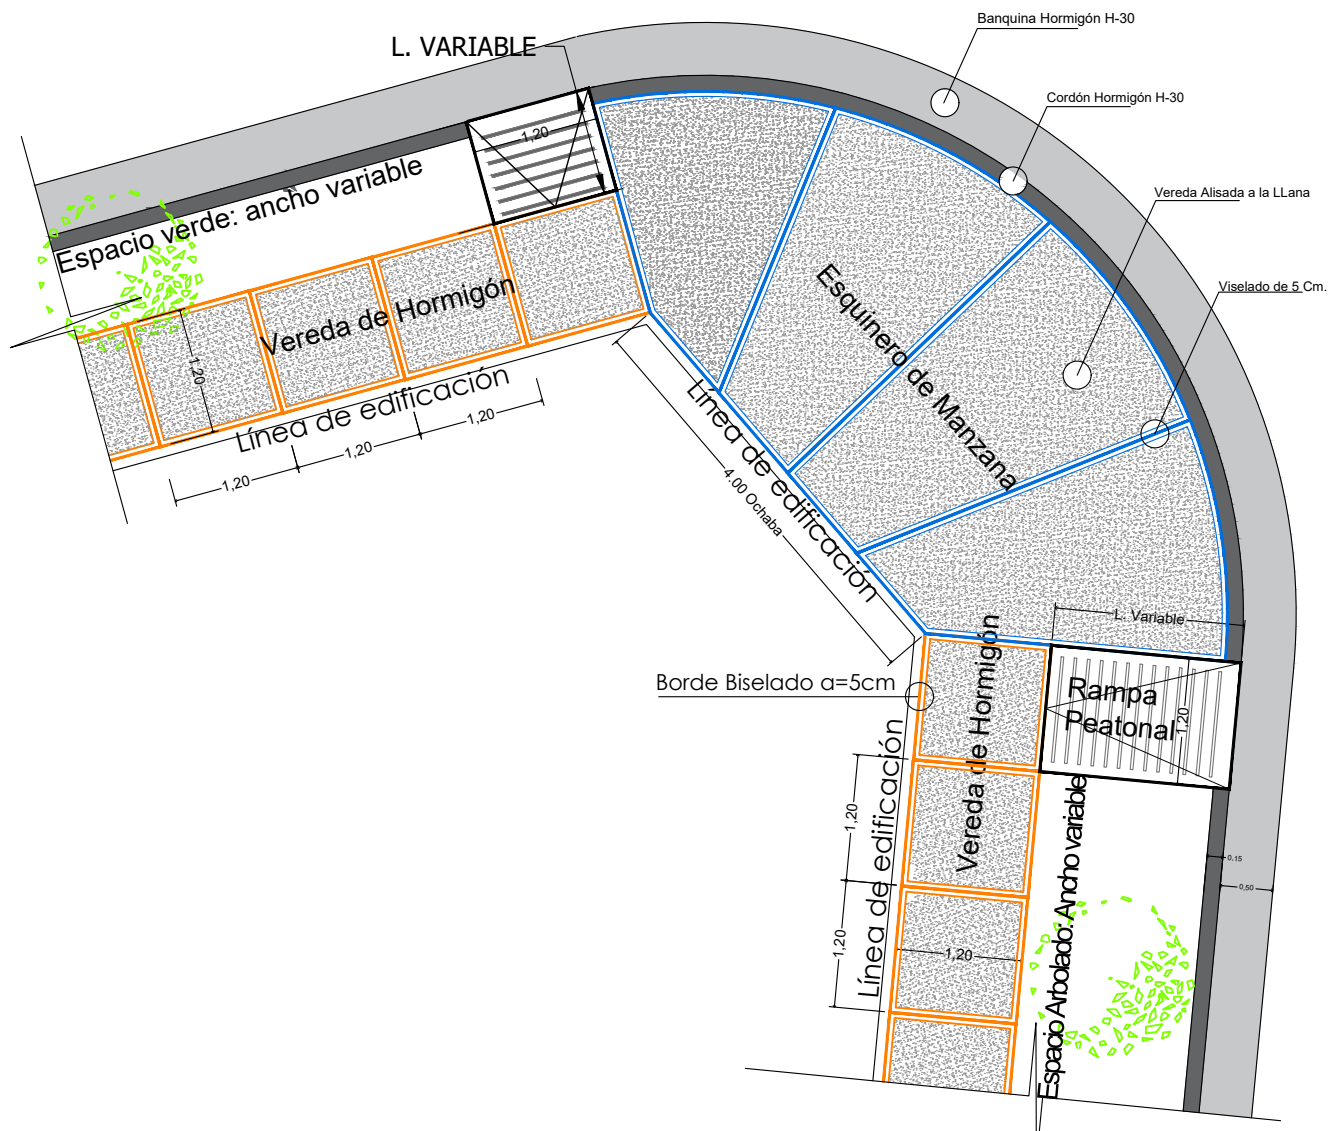 Banquina Hormigón H-30
L. VARIABLE
Cordón Hormigón H-30
1,20
Vereda Alisada a la LLana
Espacio verde: ancho variable
Viselado de 5 Cm.
Esquinero de Manzana
Vereda de Hormigón
1,20
Línea de edificación
1,20
1,20
1,20
Línea de edificación
4.00 Ochaba
L. Variable
Borde Biselado a=5cm
Rampa
Peatonal
1,20
Vereda de Hormigón
Línea de edificación
1,20
1,20
1,20
Espacio Arbolado: Ancho variable
0.15
0,50